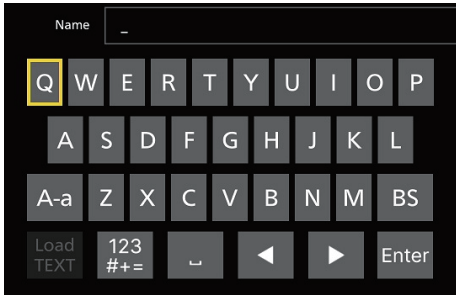 Name _
Q W E R T Y U I O P
A S D F G H J K L
A-a Z X C V B N M BS
Load TEXT 123 #+= ⎵ ◀ ▶ Enter